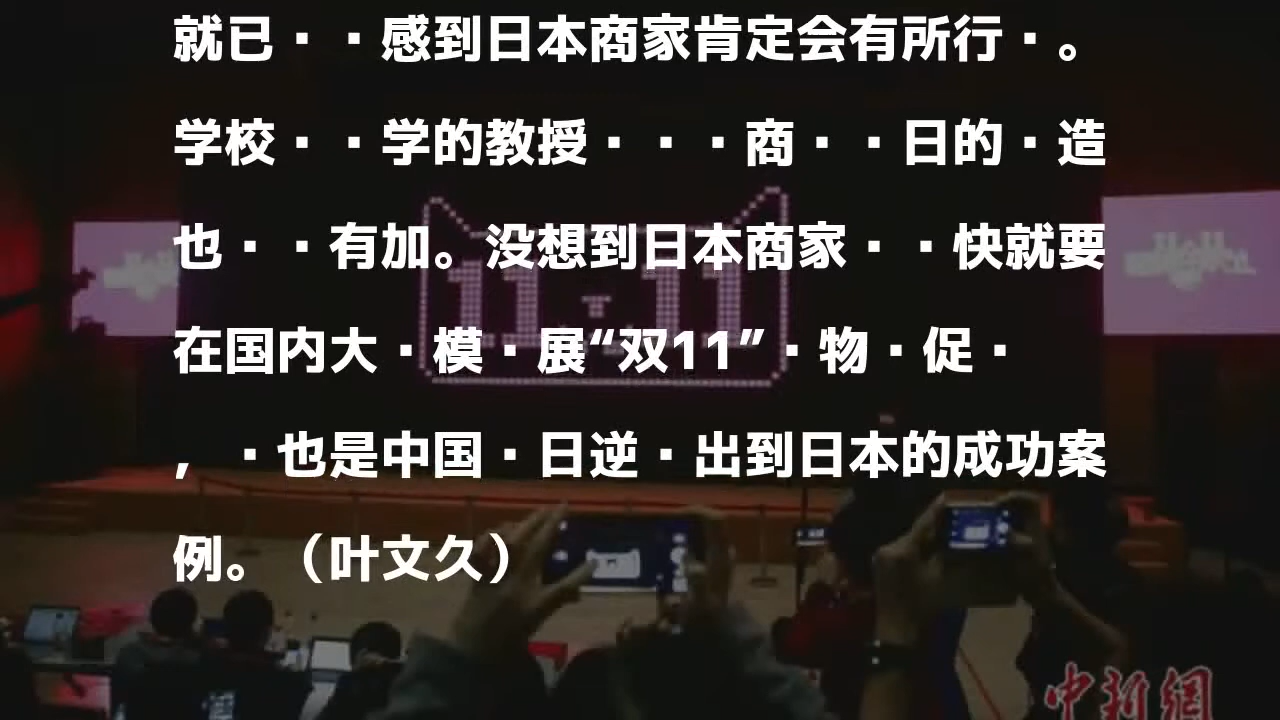 就已··感到日本商家肯定会有所行·。
学校··学的教授···商··日的·造
也··有加。没想到日本商家··快就要
在国内大·模·展“双11”·物·促·
，·也是中国·日逆·出到日本的成功案
例。（叶文久）
11.11
中新網